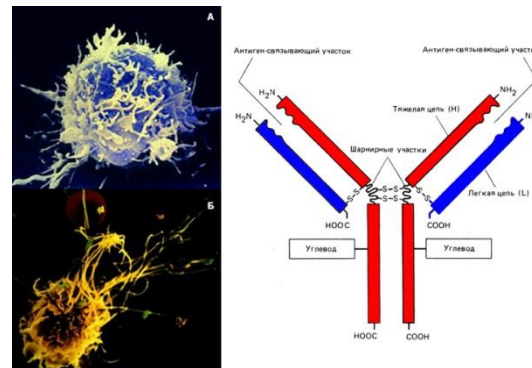 А
Б
Антиген-связывающий участок
Антиген-связывающий участо
H₂N
NH₂
H₂N
Тяжелая цепь (H)
Шарнирные участки
-S-S-
-S-S-
-S-S-
-S-S-
Легкая цепь (L)
HOOC
COOH
Углевод
Углевод
HOOC
COOH